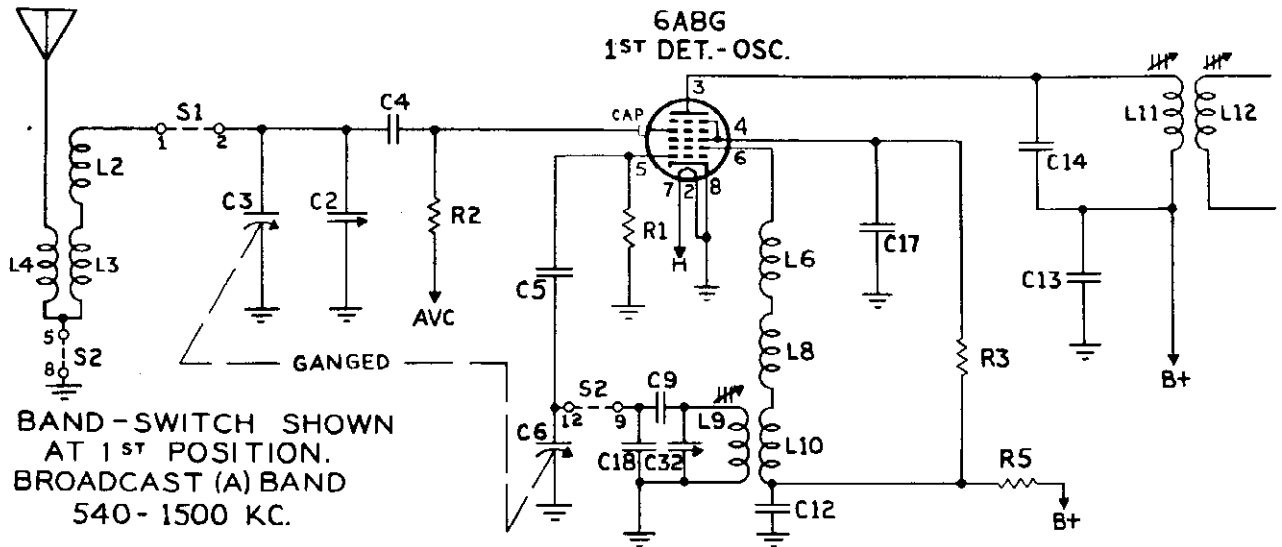 6A8G
1ST DET.-OSC.
3
CAP
4
6
5
7
2
8
S1
1
2
C4
L2
C3
C2
R2
L4
L3
AVC
5
S2
8
GANGED
R1
H
C5
C17
L6
L8
R3
C14
L11
L12
C13
B+
C6
12
S2
9
C9
C18
C32
L9
L10
C12
R5
B+
BAND-SWITCH SHOWN
AT 1ST POSITION.
BROADCAST (A) BAND
540-1500 KC.